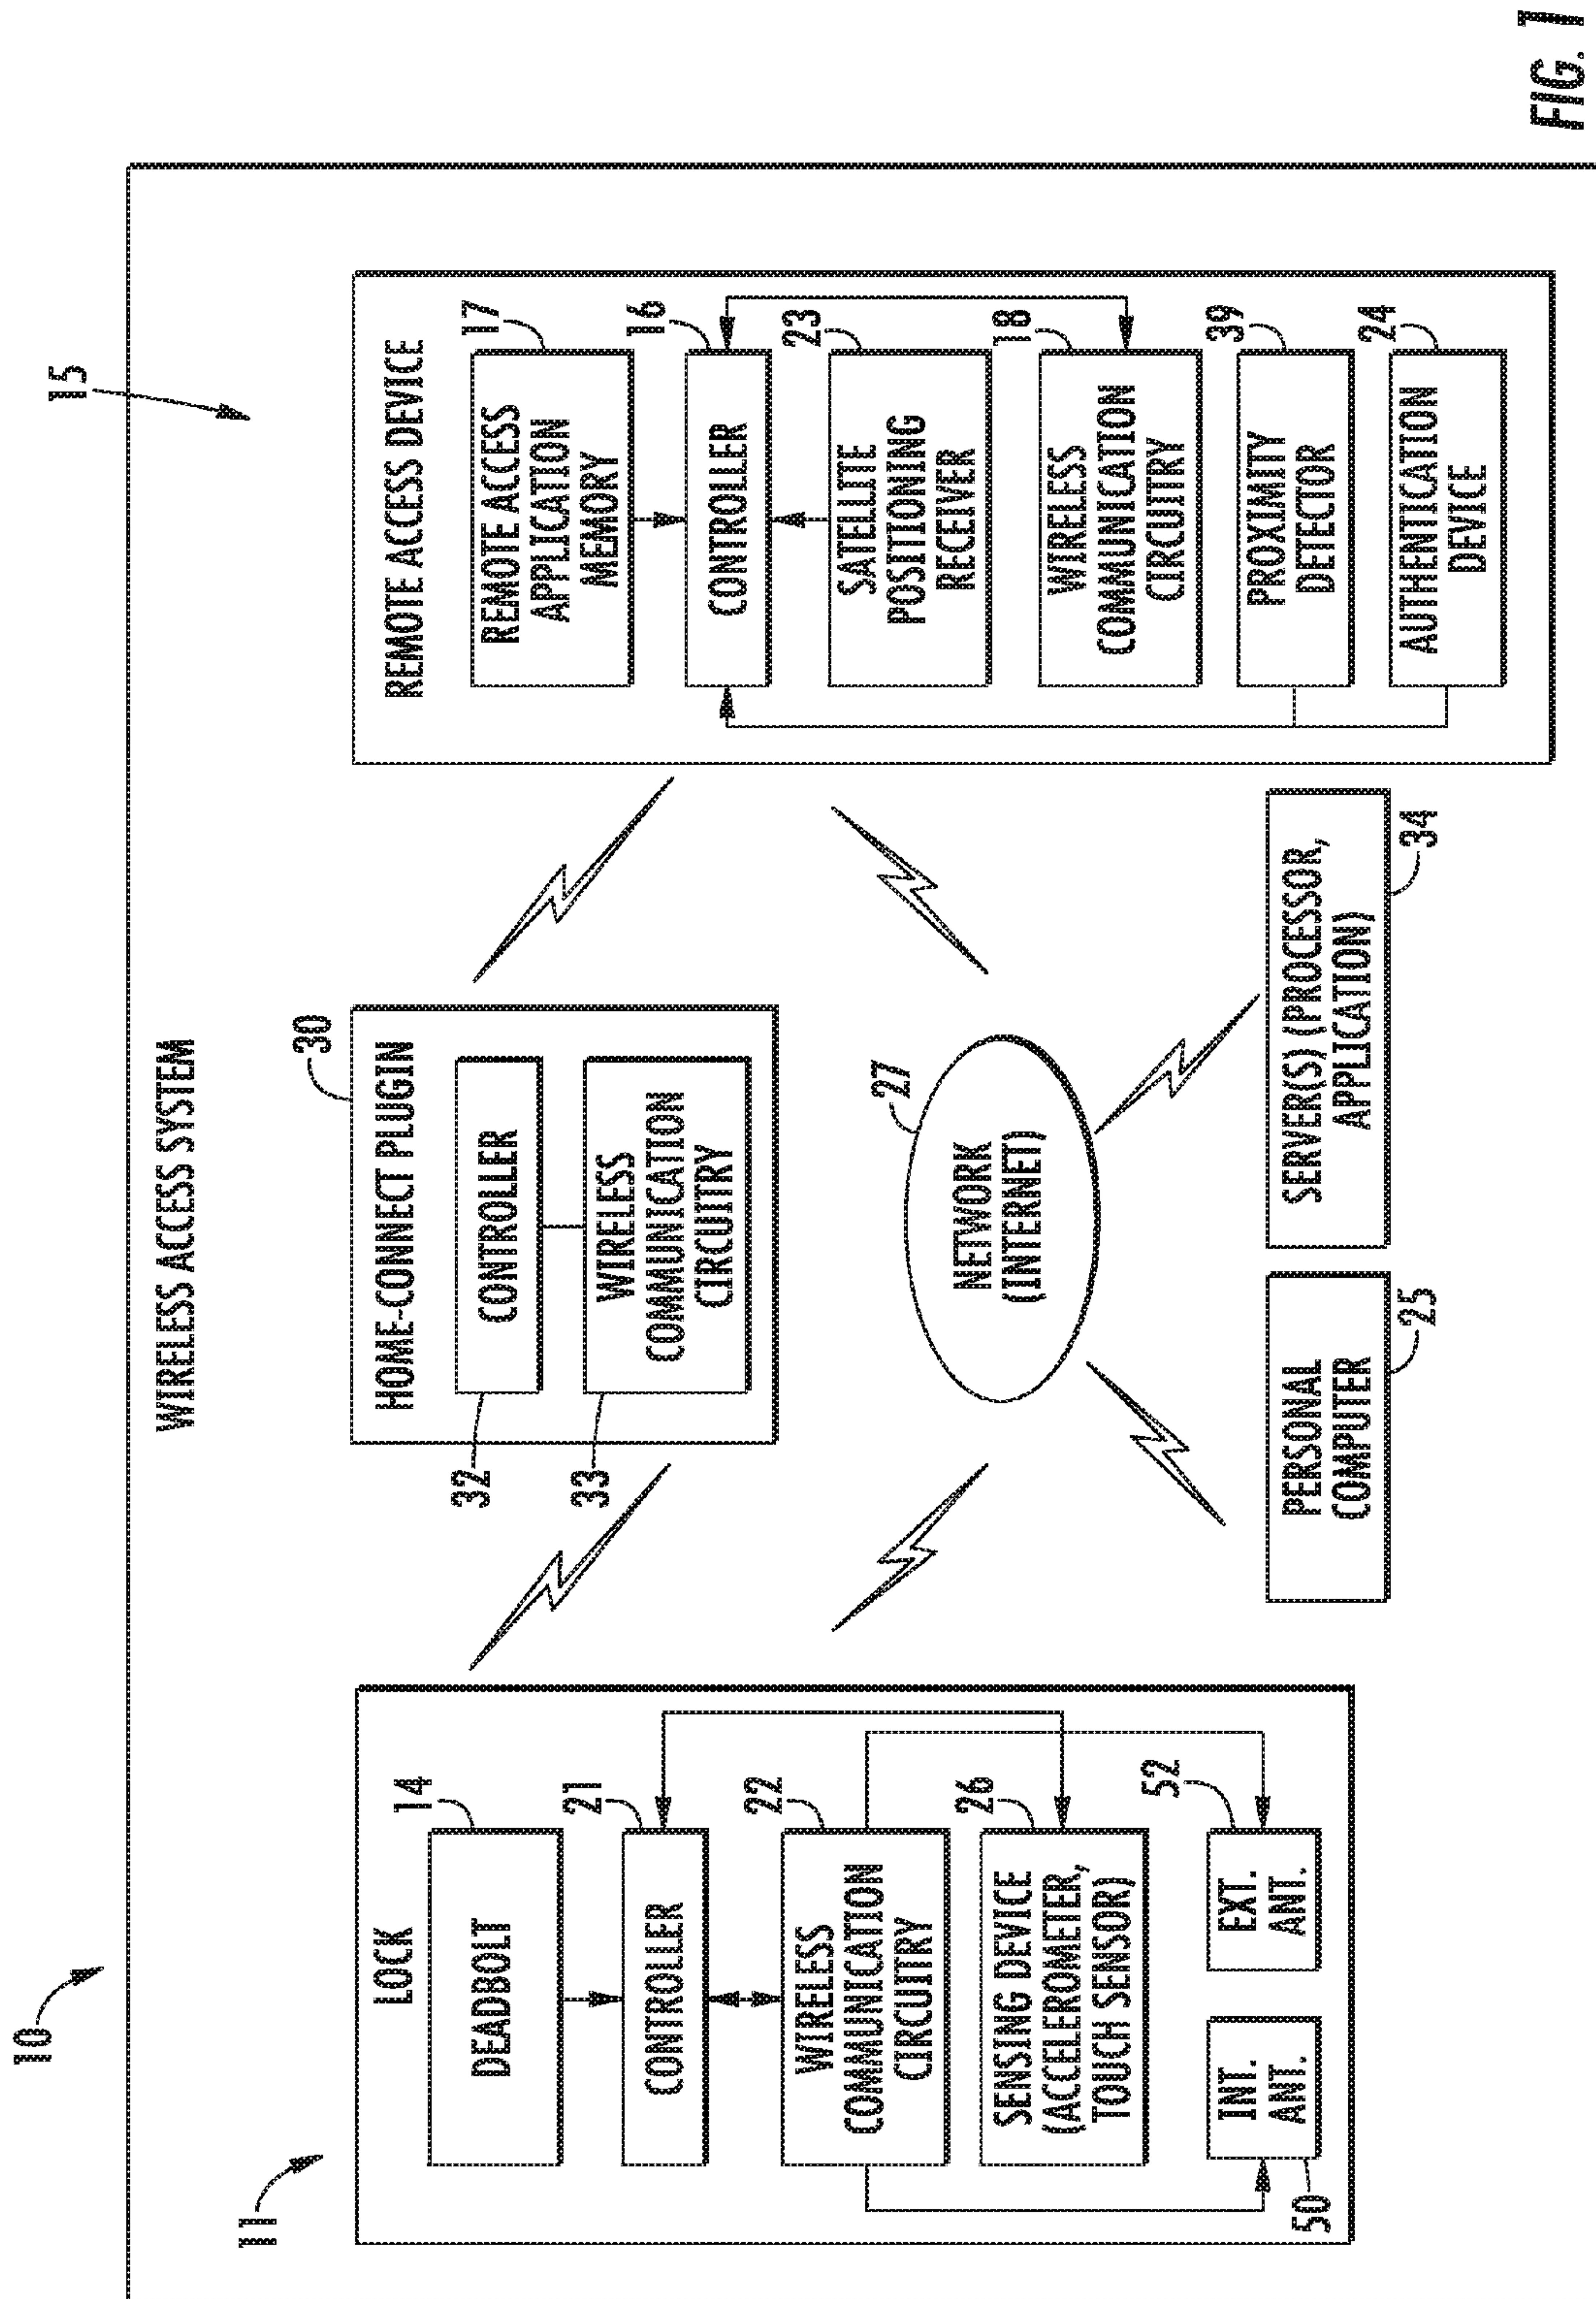 10
WIRELESS ACCESS SYSTEM
11
LOCK
14
DEADBOLT
21
CONTROLLER
22
WIRELESS
COMMUNICATION
CIRCUITRY
26
SENSING DEVICE
(ACCELEROMETER,
TOUCH SENSOR)
50
INT.
ANT.
52
EXT.
ANT.
30
HOME-CONNECT PLUGIN
32
CONTROLLER
33
WIRELESS
COMMUNICATION
CIRCUITRY
27
NETWORK
(INTERNET)
PERSONAL
COMPUTER
25
SERVER(S) (PROCESSOR,
APPLICATION)
34
15
REMOTE ACCESS DEVICE
17
REMOTE ACCESS
APPLICATION
MEMORY
16
CONTROLLER
23
SATELLITE
POSITIONING
RECEIVER
18
WIRELESS
COMMUNICATION
CIRCUITRY
39
PROXIMITY
DETECTOR
24
AUTHENTICATION
DEVICE
FIG. 1